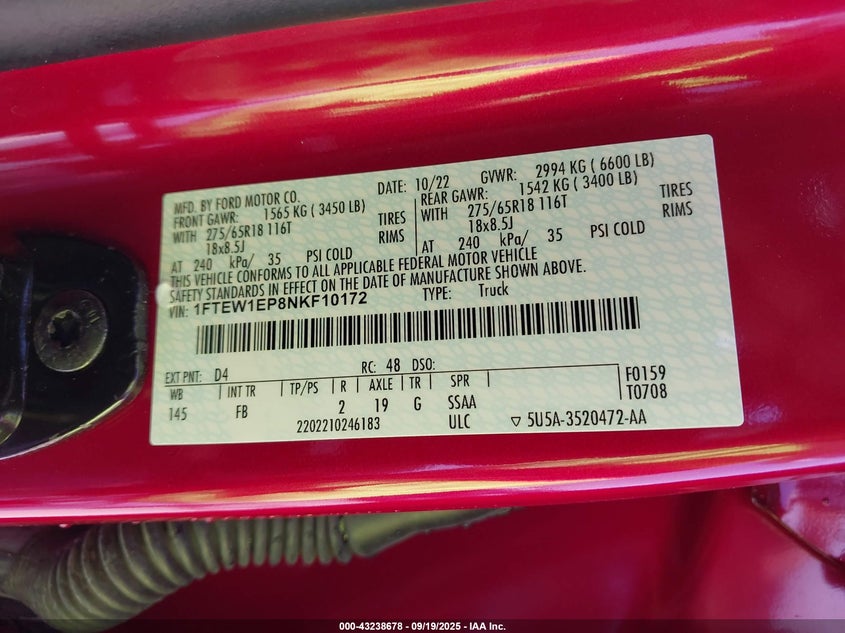 MFD. BY FORD MOTOR CO. DATE: 10/22 GVWR: 2994 KG ( 6600 LB)
FRONT GAWR: 1565 KG ( 3450 LB) REAR GAWR: 1542 KG ( 3400 LB)
WITH 275/65R18 116T TIRES WITH 275/65R18 116T TIRES
18x8.5J RIMS 18x8.5J RIMS
AT 240 kPa/ 35 PSI COLD AT 240 kPa/ 35 PSI COLD
THIS VEHICLE CONFORMS TO ALL APPLICABLE FEDERAL MOTOR VEHICLE
SAFETY STANDARDS IN EFFECT ON THE DATE OF MANUFACTURE SHOWN ABOVE.
VIN: 1FTEW1EP8NKF10172 TYPE: Truck
EXT PNT: D4 RC: 48 DSO: F0159
WB INT TR TP/PS R AXLE TR SPR T0708
145 FB 2 19 G SSAA
2202210246183 ULC ▽ 5U5A-3520472-AA
000-43238678 - 09/19/2025 - IAA Inc.